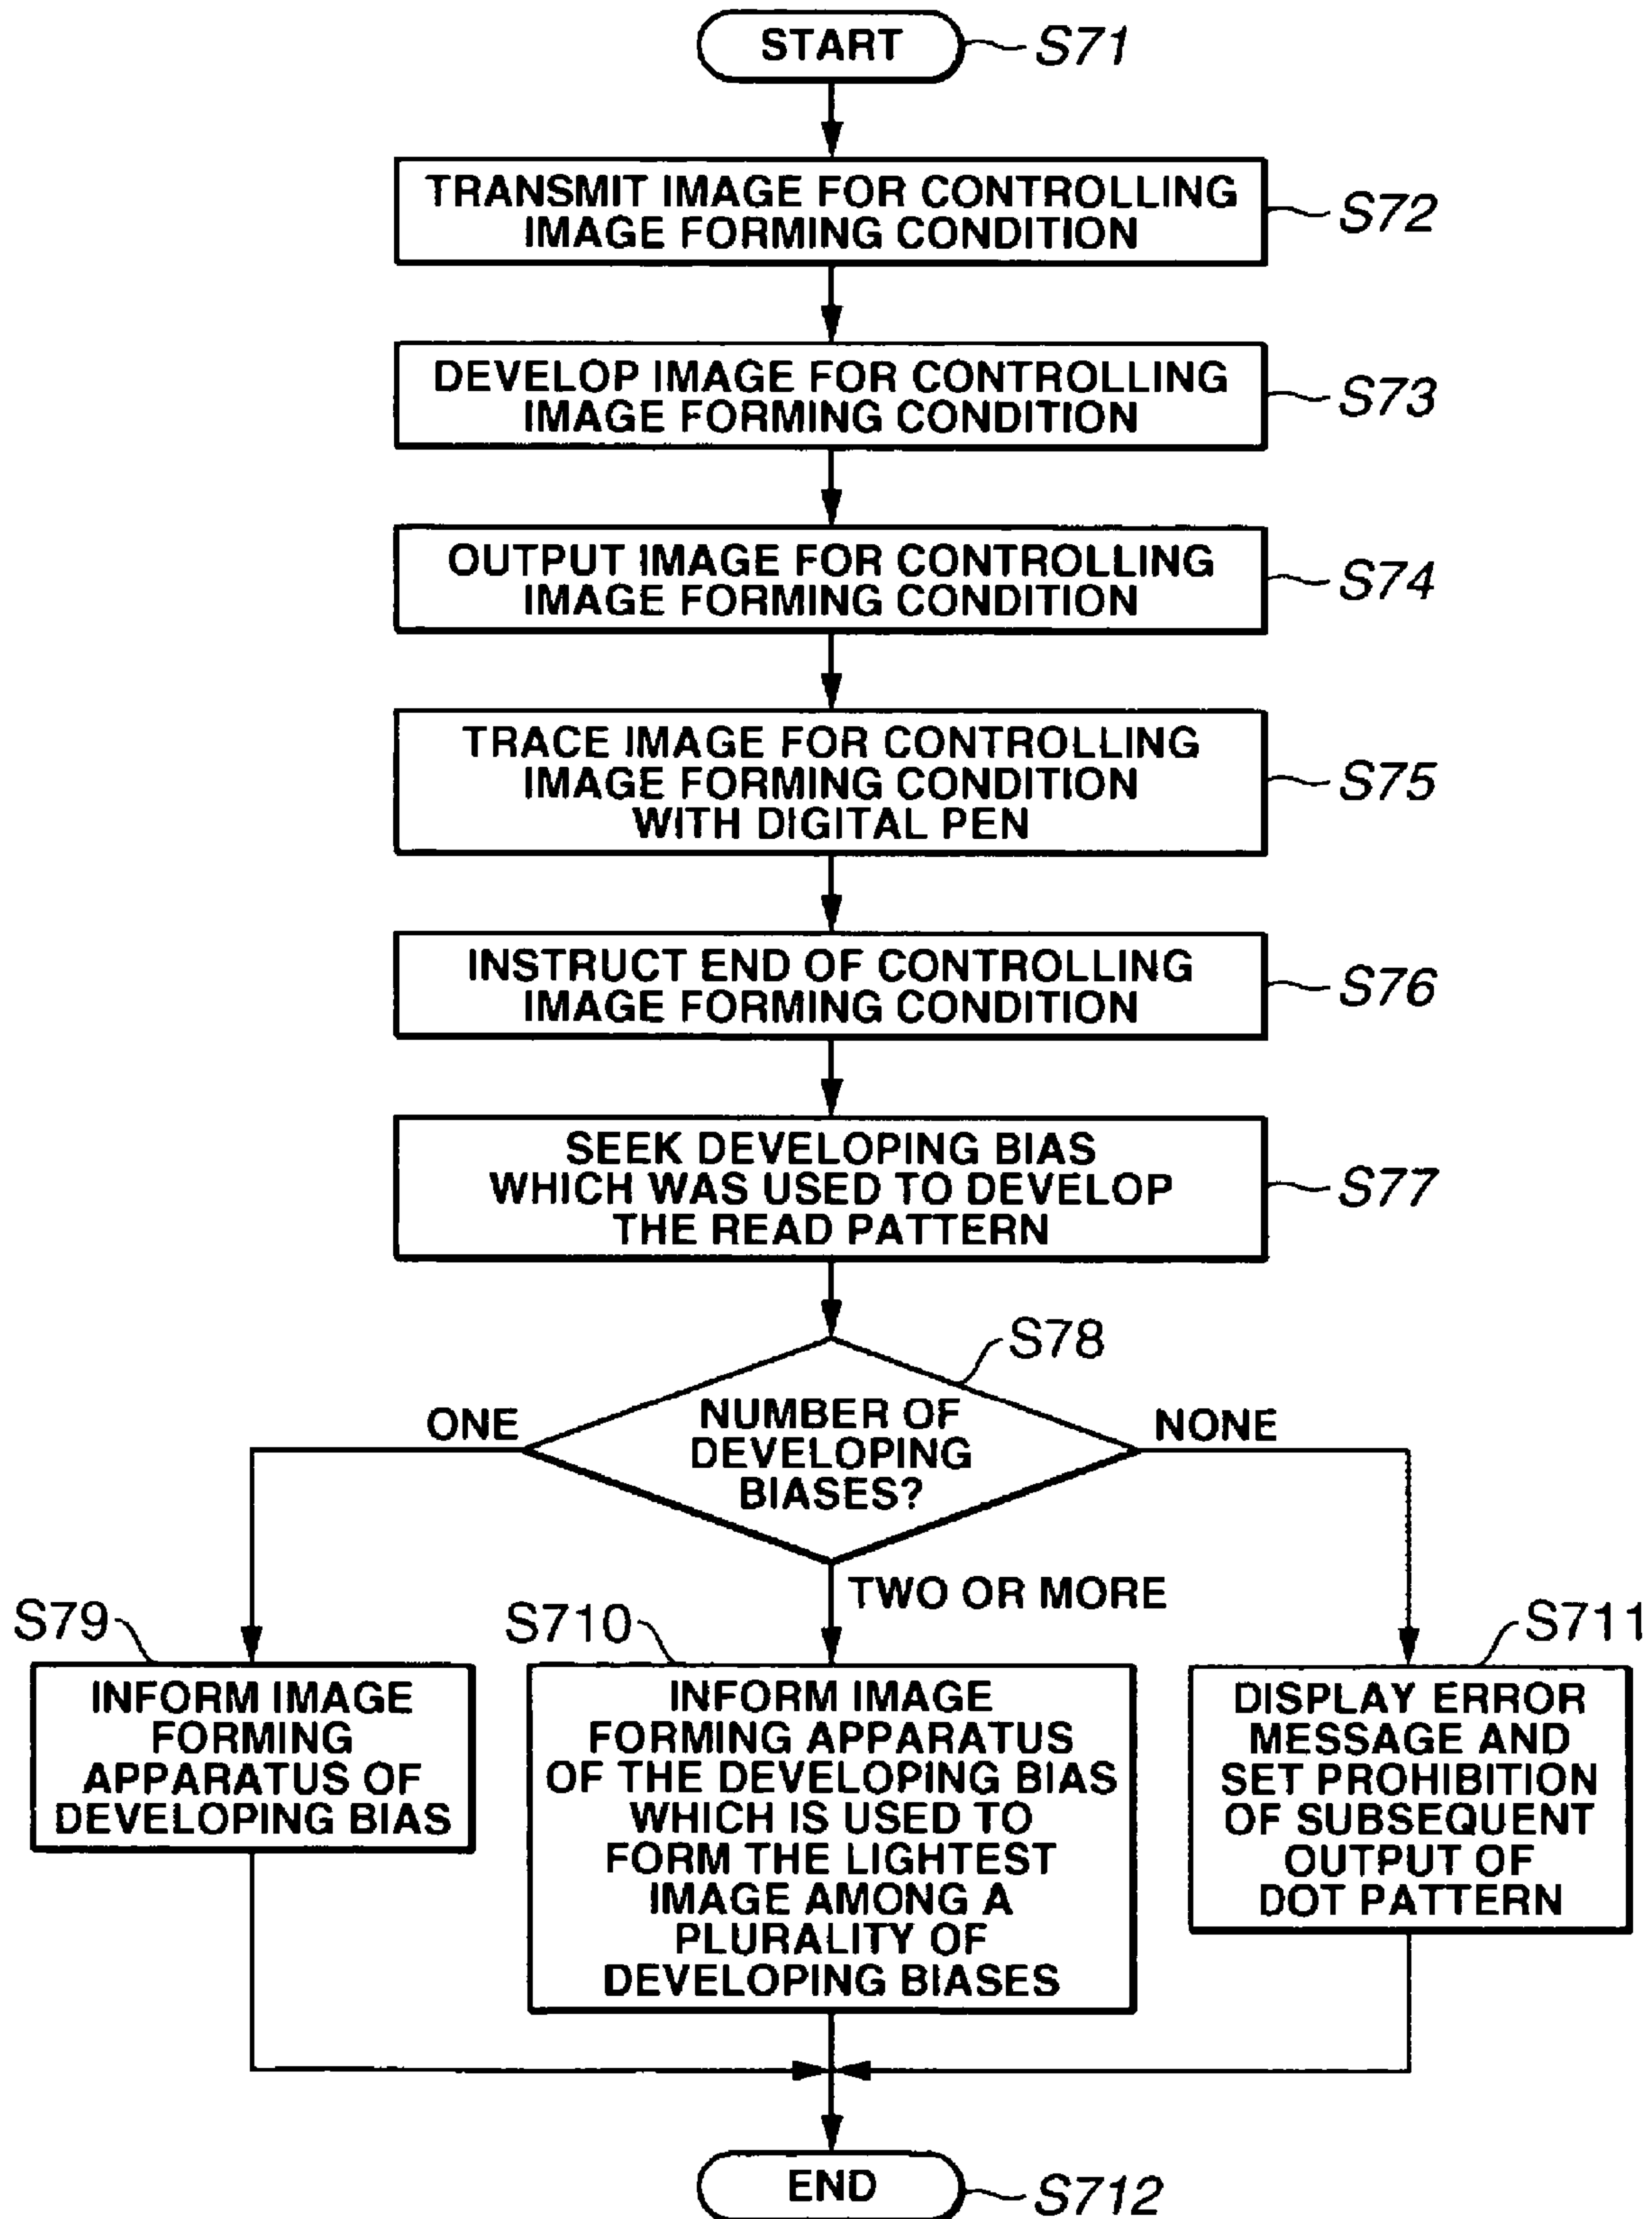 START
S71
TRANSMIT IMAGE FOR CONTROLLING
IMAGE FORMING CONDITION
S72
DEVELOP IMAGE FOR CONTROLLING
IMAGE FORMING CONDITION
S73
OUTPUT IMAGE FOR CONTROLLING
IMAGE FORMING CONDITION
S74
TRACE IMAGE FOR CONTROLLING
IMAGE FORMING CONDITION
WITH DIGITAL PEN
S75
INSTRUCT END OF CONTROLLING
IMAGE FORMING CONDITION
S76
SEEK DEVELOPING BIAS
WHICH WAS USED TO DEVELOP
THE READ PATTERN
S77
S78
NUMBER OF
DEVELOPING
BIASES?
ONE
NONE
TWO OR MORE
S79
INFORM IMAGE
FORMING
APPARATUS OF
DEVELOPING BIAS
S710
INFORM IMAGE
FORMING APPARATUS
OF THE DEVELOPING BIAS
WHICH IS USED TO
FORM THE LIGHTEST
IMAGE AMONG A
PLURALITY OF
DEVELOPING BIASES
S711
DISPLAY ERROR
MESSAGE AND
SET PROHIBITION
OF SUBSEQUENT
OUTPUT OF
DOT PATTERN
END
S712